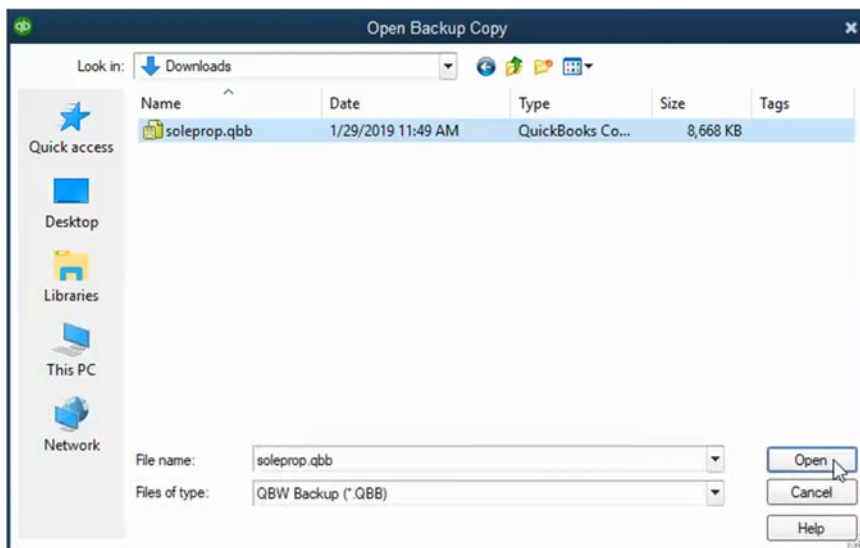 qb Open Backup Copy
Look in: Downloads
Name Date Type Size Tags
soleprop.qbb 1/29/2019 11:49 AM QuickBooks Co... 8,668 KB
Quick access
Desktop
Libraries
This PC
Network
File name: soleprop.qbb Open
Files of type: QBW Backup (*.QBB) Cancel
Help